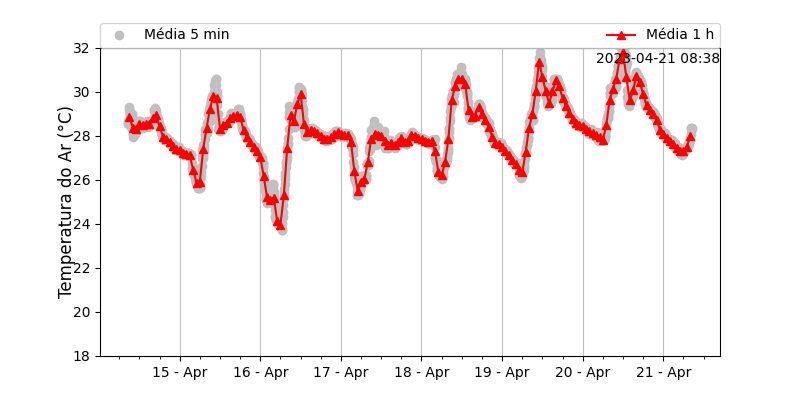 Média 5 min
Média 1 h
2023-04-21 08:38
Temperatura do Ar (°C)
32
30
28
26
24
22
20
18
15 - Apr
16 - Apr
17 - Apr
18 - Apr
19 - Apr
20 - Apr
21 - Apr